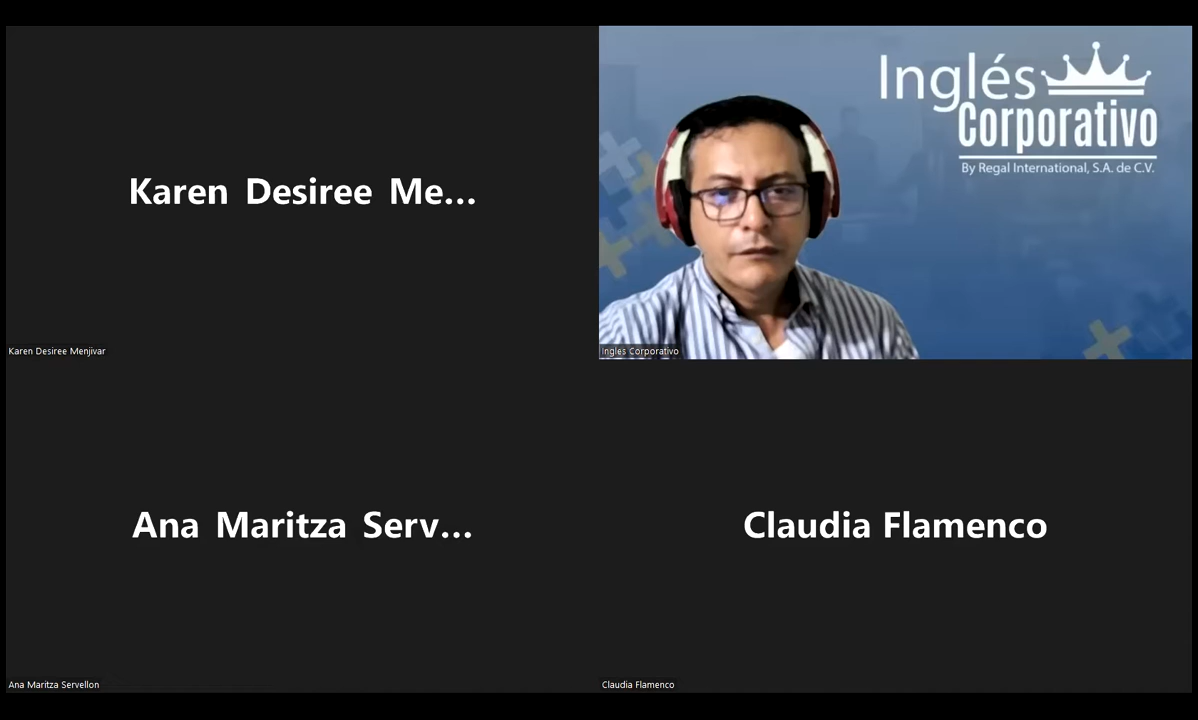 Karen Desiree Me...
Karen Desiree Menjivar
Inglés
Corporativo
By Regal International, S.A. de C.V.
Ingles Corporativo
Ana Maritza Serv...
Ana Maritza Servellon
Claudia Flamenco
Claudia Flamenco